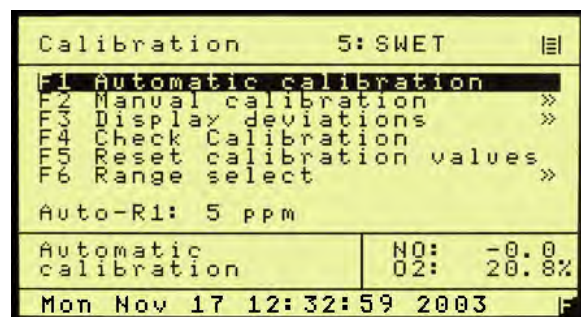 Calibration 5:SWET
F1 Automatic calibration
F2 Manual calibration »
F3 Display deviations »
F4 Check Calibration
F5 Reset calibration values
F6 Range select »
Auto-R1: 5 ppm
Automatic
calibration
NO: -0.0
O2: 20.8%
Mon Nov 17 12:32:59 2003